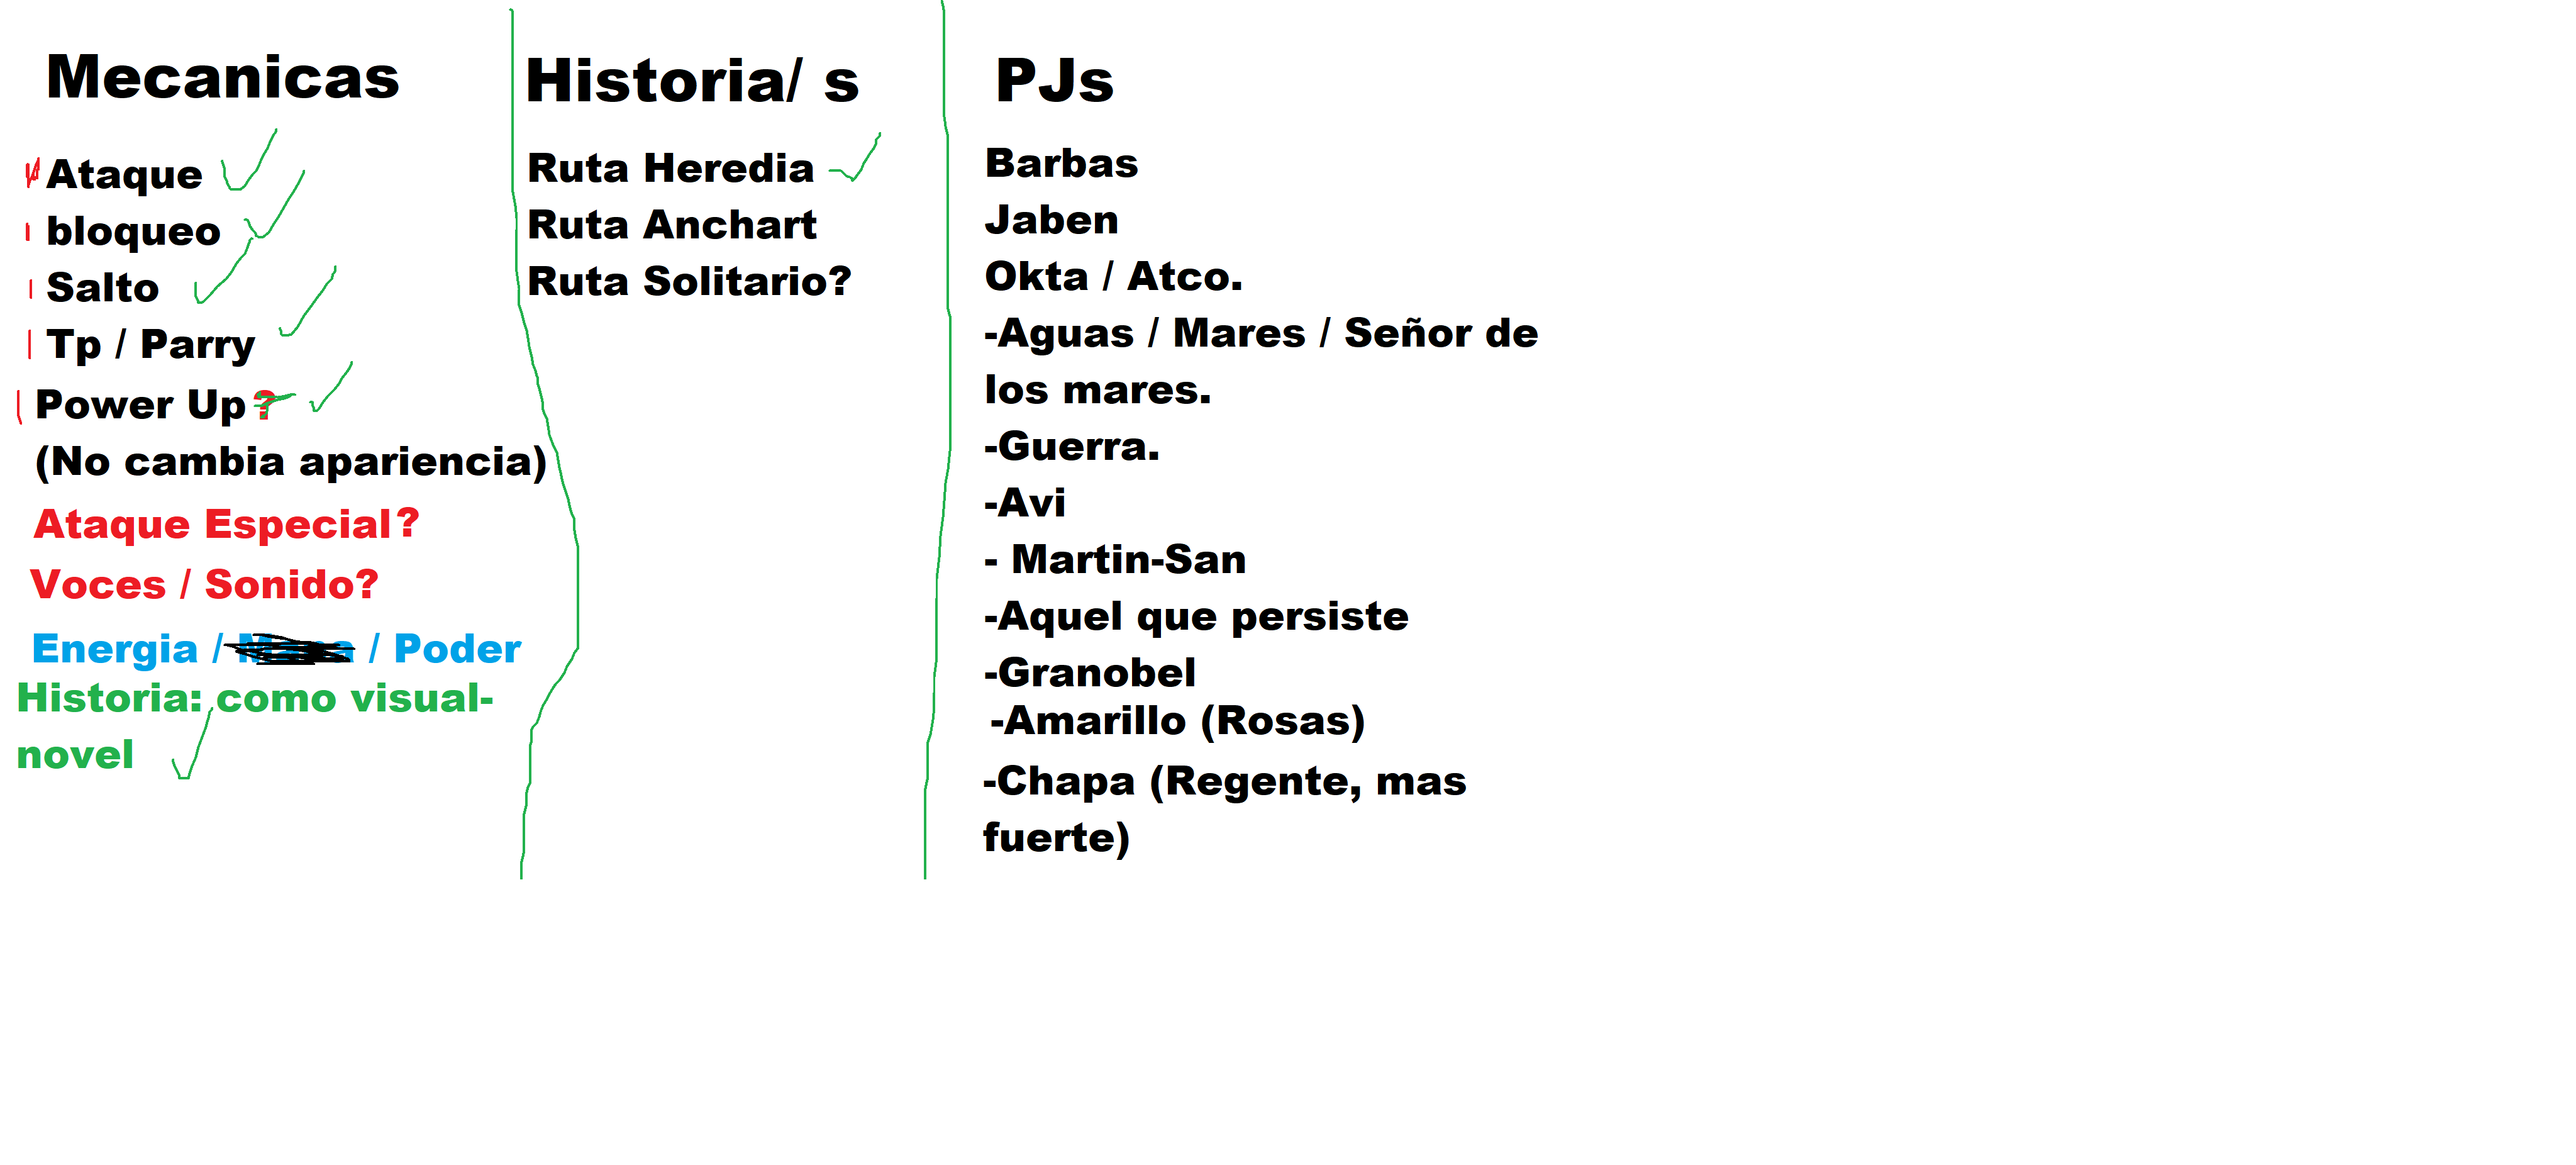 Mecanicas
Ataque
bloqueo
Salto
Tp / Parry
Power Up?
(No cambia apariencia)
Ataque Especial?
Voces / Sonido?
Energia / / Poder
Historia: como visual-
novel
Historia/ s
Ruta Heredia
Ruta Anchart
Ruta Solitario?
PJs
Barbas
Jaben
Okta / Atco.
-Aguas / Mares / Señor de
los mares.
-Guerra.
-Avi
- Martin-San
-Aquel que persiste
-Granobel
-Amarillo (Rosas)
-Chapa (Regente, mas
fuerte)